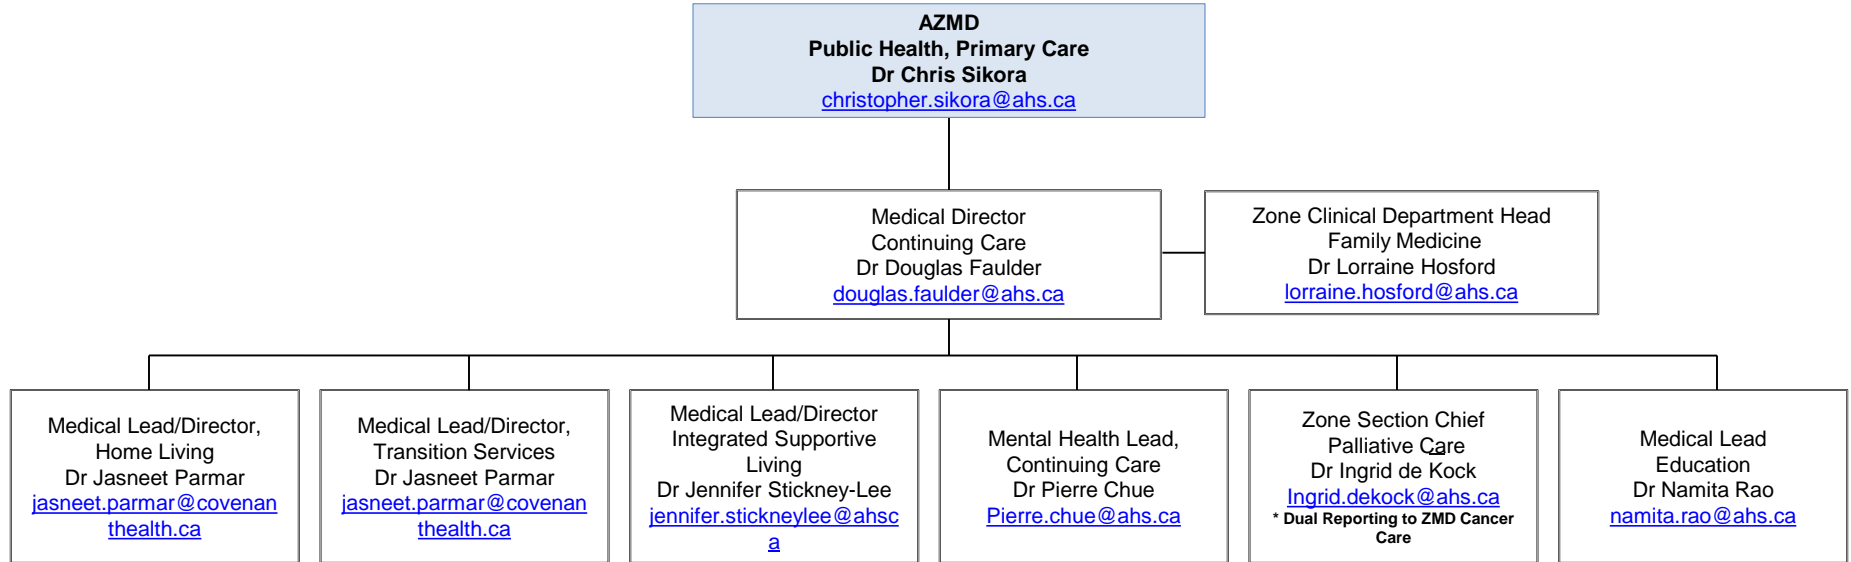 AZMD
Public Health, Primary Care
Dr Chris Sikora
christopher.sikora@ahs.ca
Medical Director
Continuing Care
Dr Douglas Faulder
douglas.faulder@ahs.ca
Zone Clinical Department Head
Family Medicine
Dr Lorraine Hosford
lorraine.hosford@ahs.ca
Medical Lead/Director,
Home Living
Dr Jasneet Parmar
jasneet.parmar@covenan
thealth.ca
Medical Lead/Director,
Transition Services
Dr Jasneet Parmar
jasneet.parmar@covenan
thealth.ca
Medical Lead/Director
Integrated Supportive
Living
Dr Jennifer Stickney-Lee
jennifer.stickneylee@ahsc
a
Mental Health Lead,
Continuing Care
Dr Pierre Chue
Pierre.chue@ahs.ca
Zone Section Chief
Palliative Care
Dr Ingrid de Kock
Ingrid.dekock@ahs.ca
* Dual Reporting to ZMD Cancer
Care
Medical Lead
Education
Dr Namita Rao
namita.rao@ahs.ca